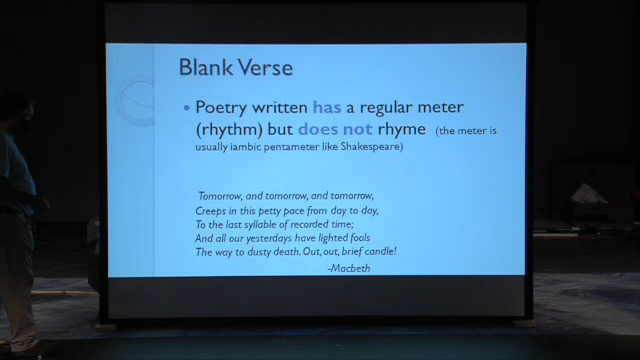 Blank Verse
• Poetry written has a regular meter
(rhythm) but does not rhyme (the meter is
usually iambic pentameter like Shakespeare)
Tomorrow, and tomorrow, and tomorrow,
Creeps in this petty pace from day to day,
To the last syllable of recorded time;
And all our yesterdays have lighted fools
The way to dusty death. Out, out, brief candle!
-Macbeth